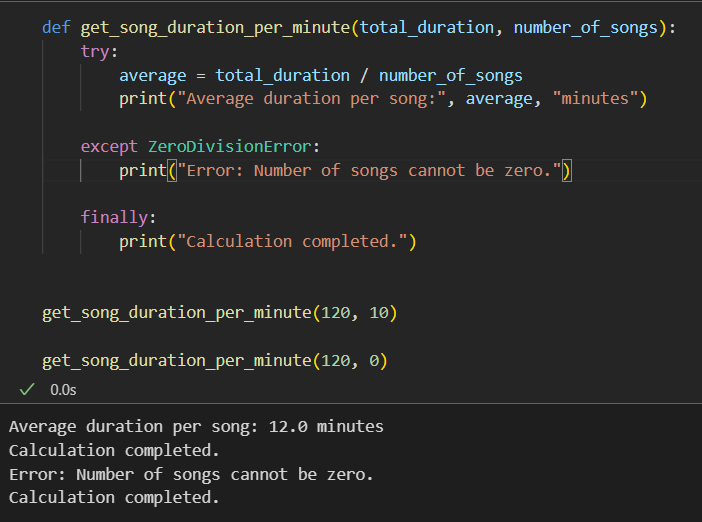 def get_song_duration_per_minute(total_duration, number_of_songs):
    try:
        average = total_duration / number_of_songs
        print("Average duration per song:", average, "minutes")

    except ZeroDivisionError:
        print("Error: Number of songs cannot be zero.")

    finally:
        print("Calculation completed.")


get_song_duration_per_minute(120, 10)

get_song_duration_per_minute(120, 0)
0.0s
Average duration per song: 12.0 minutes
Calculation completed.
Error: Number of songs cannot be zero.
Calculation completed.